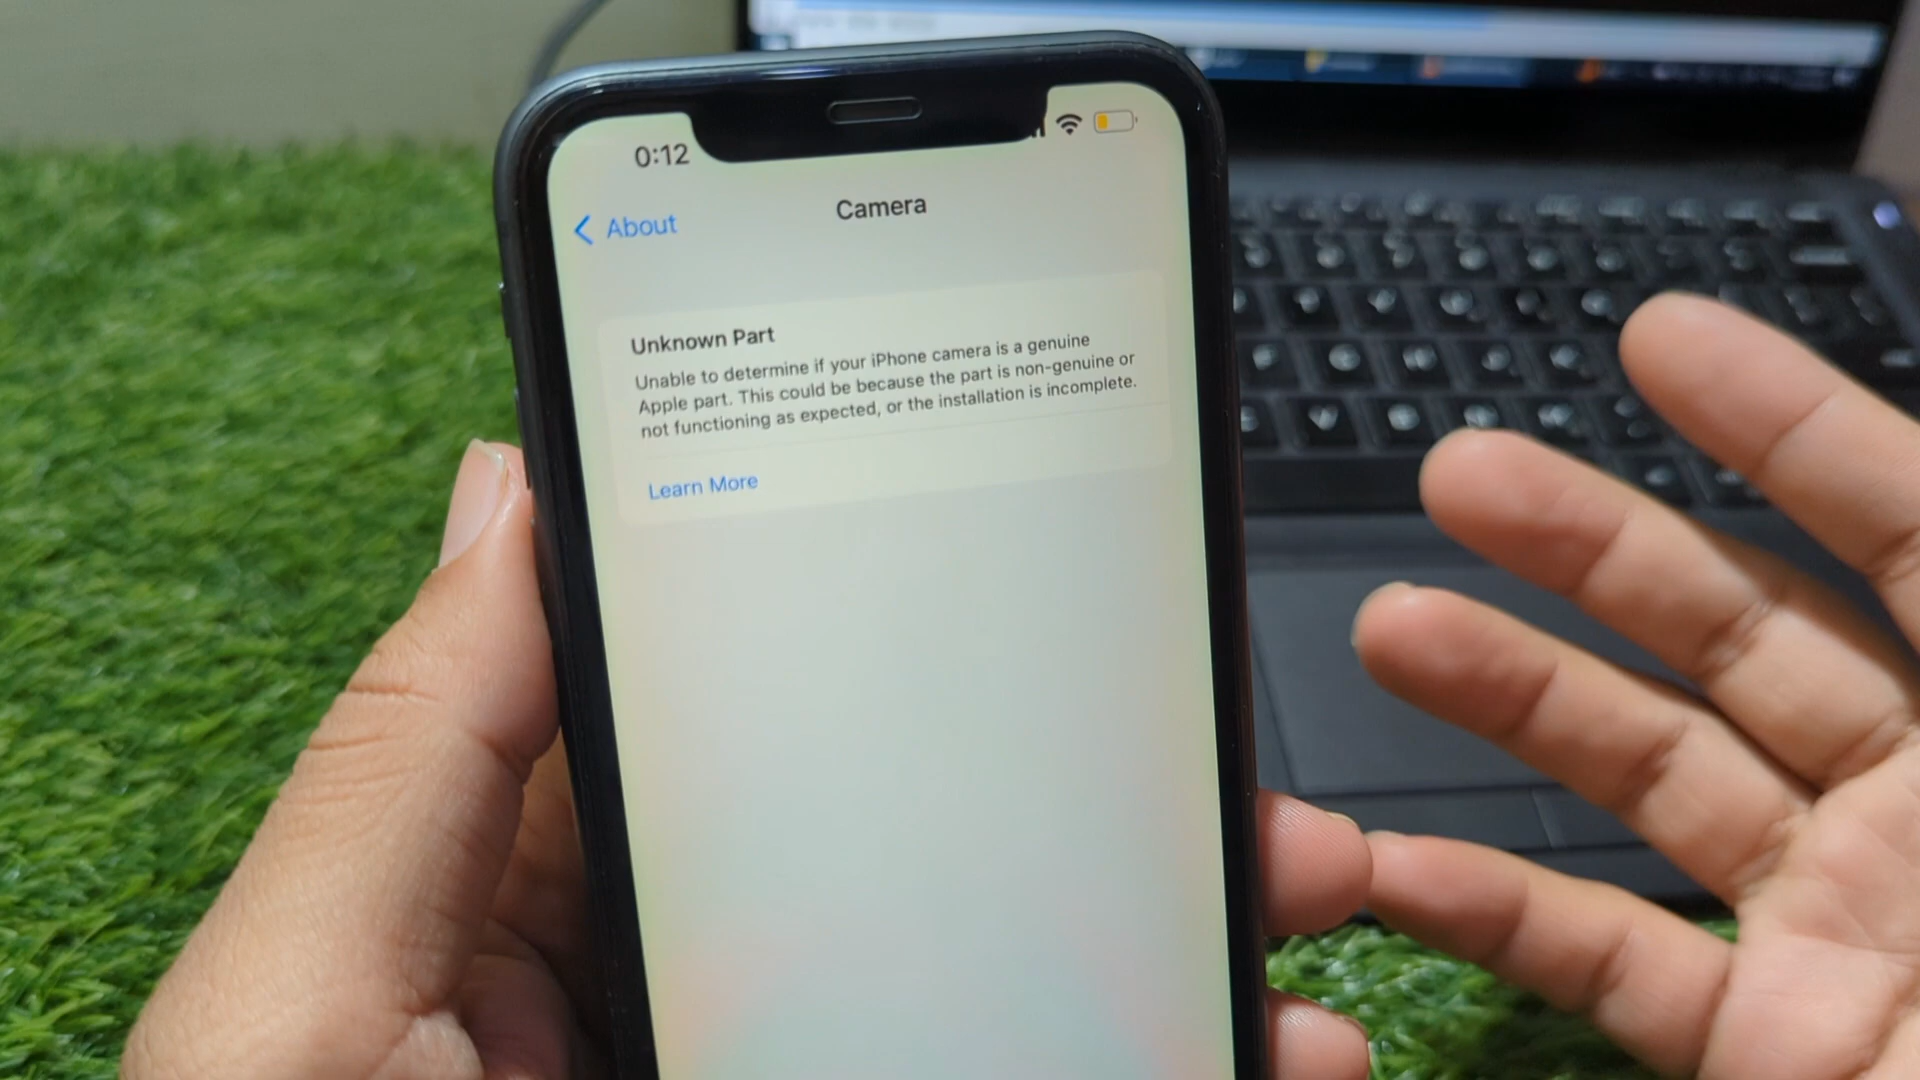 0:12
About
Camera
Unknown Part
Unable to determine if your iPhone camera is a genuine
Apple part. This could be because the part is non-genuine or
not functioning as expected, or the installation is incomplete.
Learn More